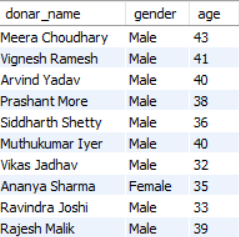 donar_name gender age
Meera Choudhary Male 43
Vignesh Ramesh Male 41
Arvind Yadav Male 40
Prashant More Male 38
Siddharth Shetty Male 36
Muthukumar Iyer Male 40
Vikas Jadhav Male 32
Ananya Sharma Female 35
Ravindra Joshi Male 33
Rajesh Malik Male 39